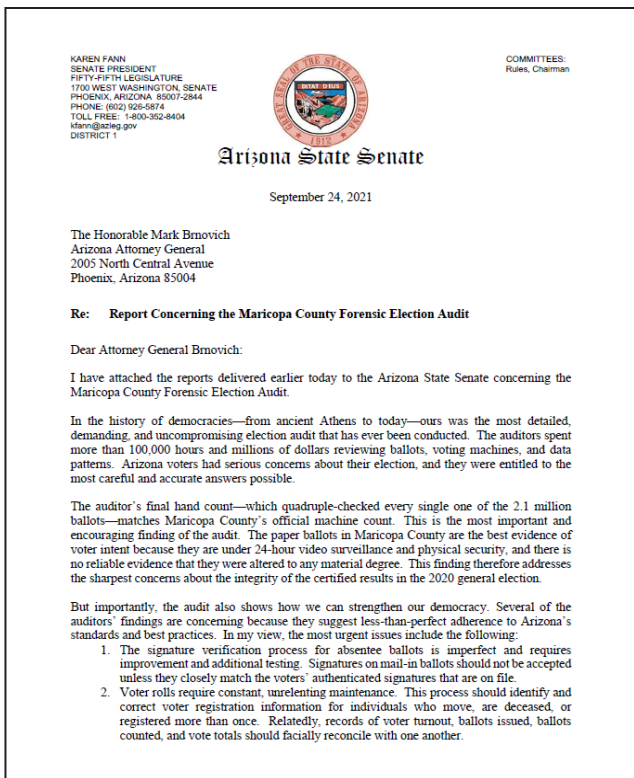 KAREN FANN
SENATE PRESIDENT
FIFTY-FIFTH LEGISLATURE
1700 WEST WASHINGTON, SENATE
PHOENIX, ARIZONA 85007-2844
PHONE: (602) 926-5874
TOLL FREE: 1-800-352-8404
kfann@azleg.gov
DISTRICT 1
COMMITTEES:
Rules, Chairman
GREAT SEAL OF THE STATE OF ARIZONA
DITAT DEUS
1912
Arizona State Senate
September 24, 2021
The Honorable Mark Brnovich
Arizona Attorney General
2005 North Central Avenue
Phoenix, Arizona 85004
Re: Report Concerning the Maricopa County Forensic Election Audit
Dear Attorney General Brnovich:
I have attached the reports delivered earlier today to the Arizona State Senate concerning the
Maricopa County Forensic Election Audit.
In the history of democracies—from ancient Athens to today—ours was the most detailed,
demanding, and uncompromising election audit that has ever been conducted. The auditors spent
more than 100,000 hours and millions of dollars reviewing ballots, voting machines, and data
patterns. Arizona voters had serious concerns about their election, and they were entitled to the
most careful and accurate answers possible.
The auditor's final hand count—which quadruple-checked every single one of the 2.1 million
ballots—matches Maricopa County's official machine count. This is the most important and
encouraging finding of the audit. The paper ballots in Maricopa County are the best evidence of
voter intent because they are under 24-hour video surveillance and physical security, and there is
no reliable evidence that they were altered to any material degree. This finding therefore addresses
the sharpest concerns about the integrity of the certified results in the 2020 general election.
But importantly, the audit also shows how we can strengthen our democracy. Several of the
auditors' findings are concerning because they suggest less-than-perfect adherence to Arizona's
standards and best practices. In my view, the most urgent issues include the following:
1. The signature verification process for absentee ballots is imperfect and requires
improvement and additional testing. Signatures on mail-in ballots should not be accepted
unless they closely match the voters' authenticated signatures that are on file.
2. Voter rolls require constant, unrelenting maintenance. This process should identify and
correct voter registration information for individuals who move, are deceased, or
registered more than once. Relatedly, records of voter turnout, ballots issued, ballots
counted, and vote totals should facially reconcile with one another.